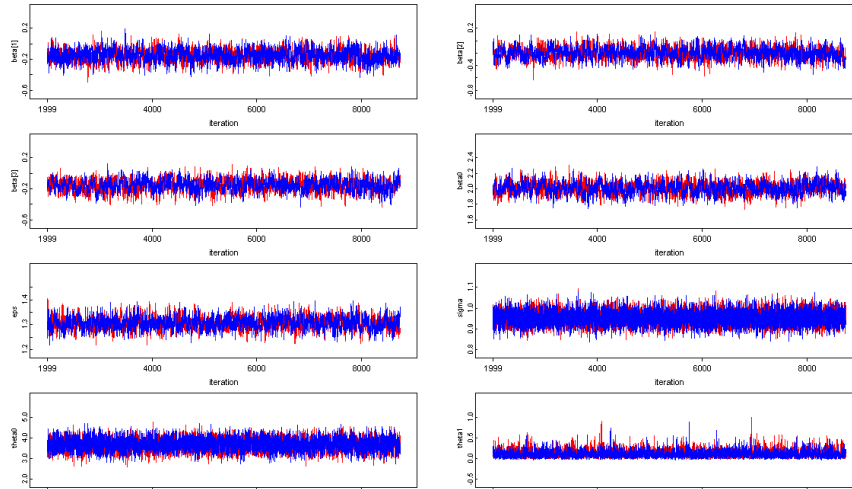 beta[1]
0.2
-0.2
-0.6
1999 4000 6000 8000
iteration
beta[2]
0.2
-0.4
-0.8
1999 4000 6000 8000
iteration
beta[3]
0.2
-0.2
-0.6
1999 4000 6000 8000
iteration
beta0
2.4
2.2
2.0
1.8
1.6
1999 4000 6000 8000
iteration
eps
1.4
1.3
1.2
1999 4000 6000 8000
iteration
sigma
1.1
1.0
0.9
0.8
1999 4000 6000 8000
iteration
theta0
5.0
4.0
3.0
2.0
theta1
1.0
0.5
0.0
-0.5